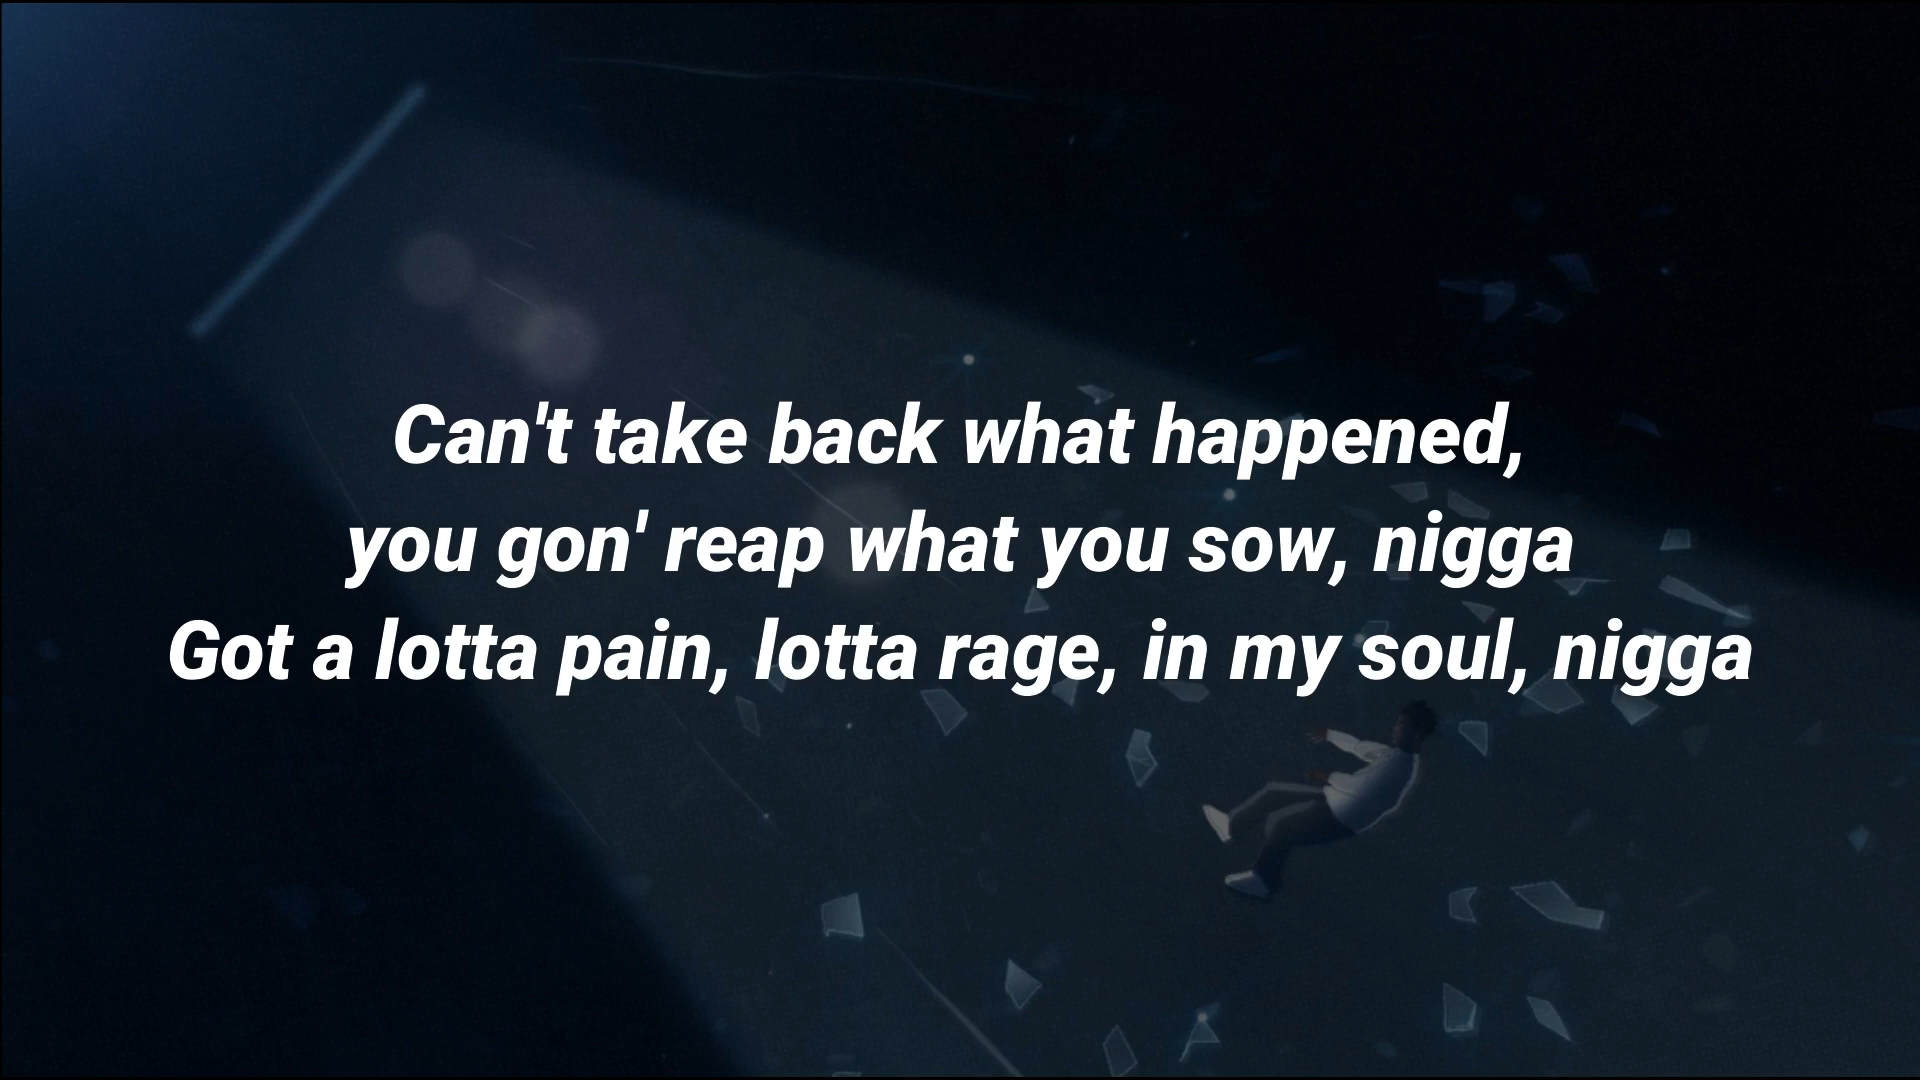 Can't take back what happened,
you gon' reap what you sow, nigga
Got a lotta pain, lotta rage, in my soul, nigga